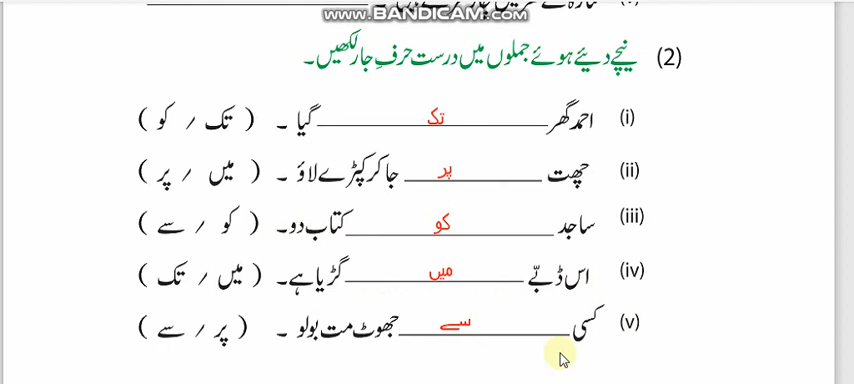 www.BANDICAM.com
(2) نیچے دیئے ہوئے جملوں میں درست حرفِ جار لکھیں۔
(i) احمد گھر تک گیا ۔ ( تک / کو )
(ii) چھت پر جا کر کپڑے لاؤ ۔ ( میں / پر )
(iii) ساجد کو کتاب دو۔ ( کو / سے )
(iv) اس ڈبّے میں گڑیا ہے۔ ( میں / تک )
(v) کسی سے جھوٹ مت بولو ۔ ( پر / سے )